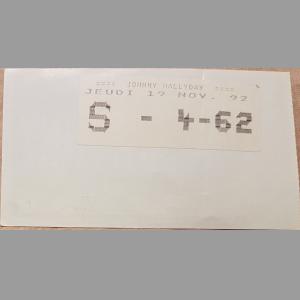 ==== JOHNNY HALLYDAY ====
JEUDI 19 NOV. 92
S - 4-62